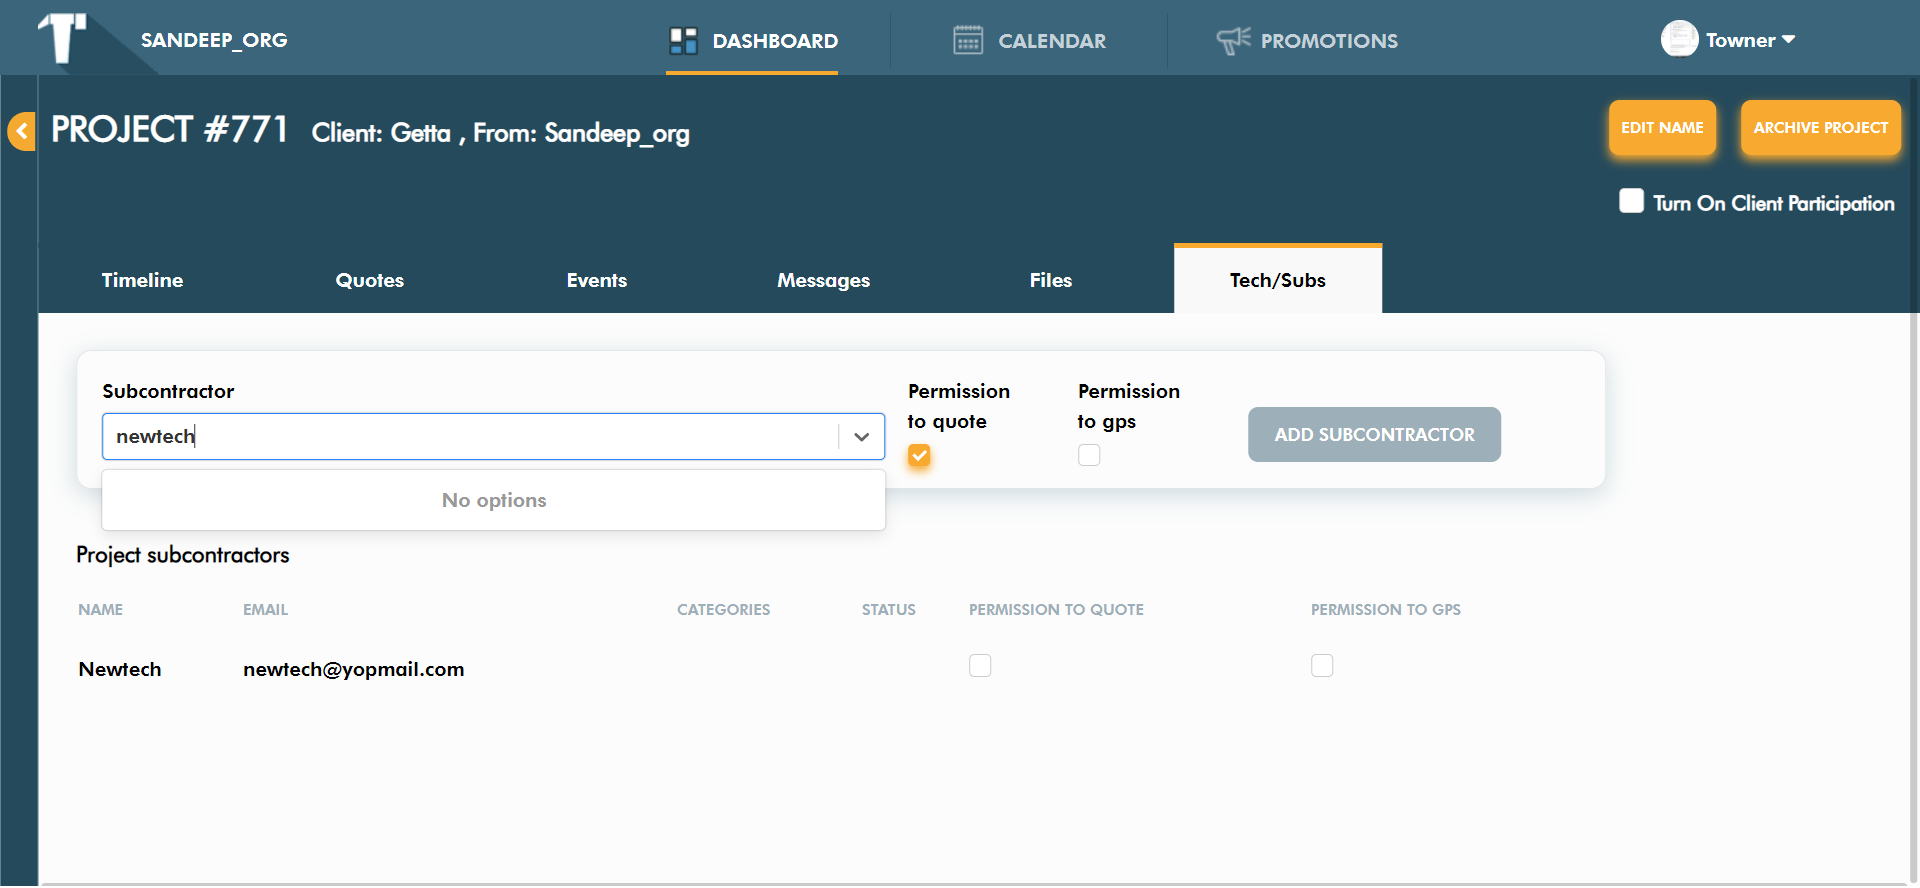 SANDEEP_ORG
DASHBOARD
CALENDAR
PROMOTIONS
Towner
PROJECT #771 Client: Getta , From: Sandeep_org
EDIT NAME
ARCHIVE PROJECT
Turn On Client Participation
Timeline
Quotes
Events
Messages
Files
Tech/Subs
Subcontractor
newtech
No options
Permission
to quote
Permission
to gps
ADD SUBCONTRACTOR
Project subcontractors
NAME EMAIL CATEGORIES STATUS PERMISSION TO QUOTE PERMISSION TO GPS
Newtech newtech@yopmail.com